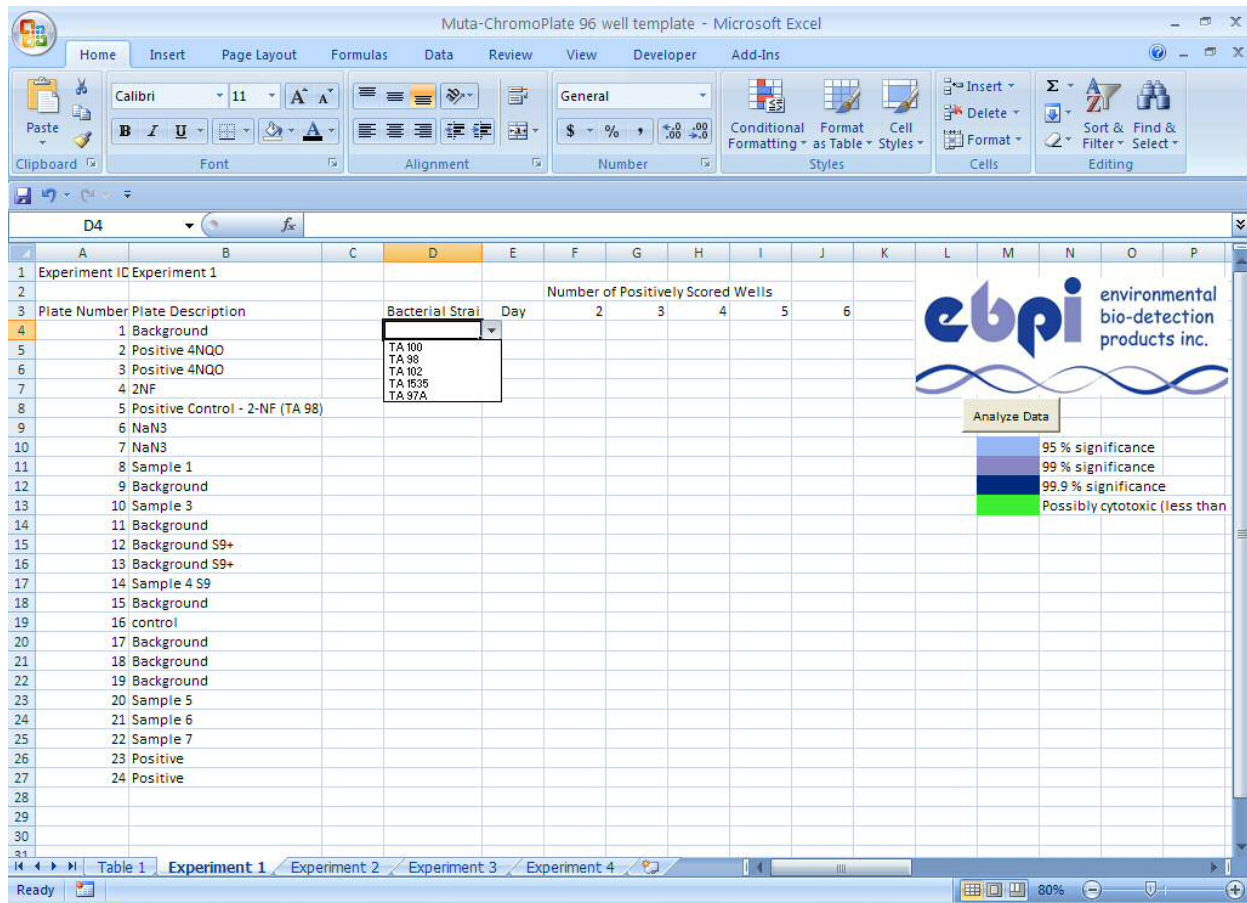 Muta-ChromoPlate 96 well template - Microsoft Excel
Home Insert Page Layout Formulas Data Review View Developer Add-Ins
Paste
Calibri 11 A A
B I U A
General
$ % , .0 .00 .00 .0
Conditional Formatting
Format as Table
Cell Styles
Insert
Delete
Format
Σ
Sort & Filter
Find & Select
Clipboard Font Alignment Number Styles Cells Editing
D4 fx
A B C D E F G H I J K L M N O P
1 Experiment ID Experiment 1
2 Number of Positively Scored Wells
3 Plate Number Plate Description Bacterial Strai Day 2 3 4 5 6
4 1 Background
5 2 Positive 4NQO
6 3 Positive 4NQO
7 4 2NF
8 5 Positive Control - 2-NF (TA 98)
9 6 NaN3
10 7 NaN3
11 8 Sample 1
12 9 Background
13 10 Sample 3
14 11 Background
15 12 Background S9+
16 13 Background S9+
17 14 Sample 4 S9
18 15 Background
19 16 control
20 17 Background
21 18 Background
22 19 Background
23 20 Sample 5
24 21 Sample 6
25 22 Sample 7
26 23 Positive
27 24 Positive
28
29
30
31
TA 100
TA 98
TA 102
TA 1535
TA 97A
ebpi
environmental
bio-detection
products inc.
Analyze Data
95 % significance
99 % significance
99.9 % significance
Possibly cytotoxic (less than
Table 1 Experiment 1 Experiment 2 Experiment 3 Experiment 4
Ready 80%